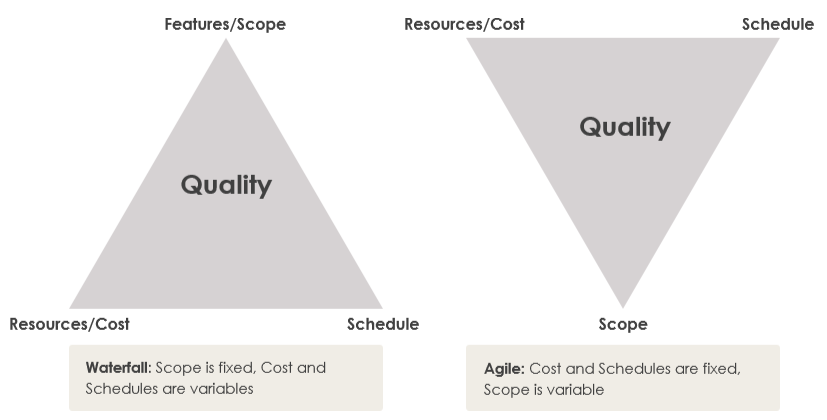 Features/Scope
Quality
Resources/Cost
Schedule
Waterfall: Scope is fixed, Cost and
Schedules are variables
Resources/Cost
Schedule
Quality
Scope
Agile: Cost and Schedules are fixed,
Scope is variable